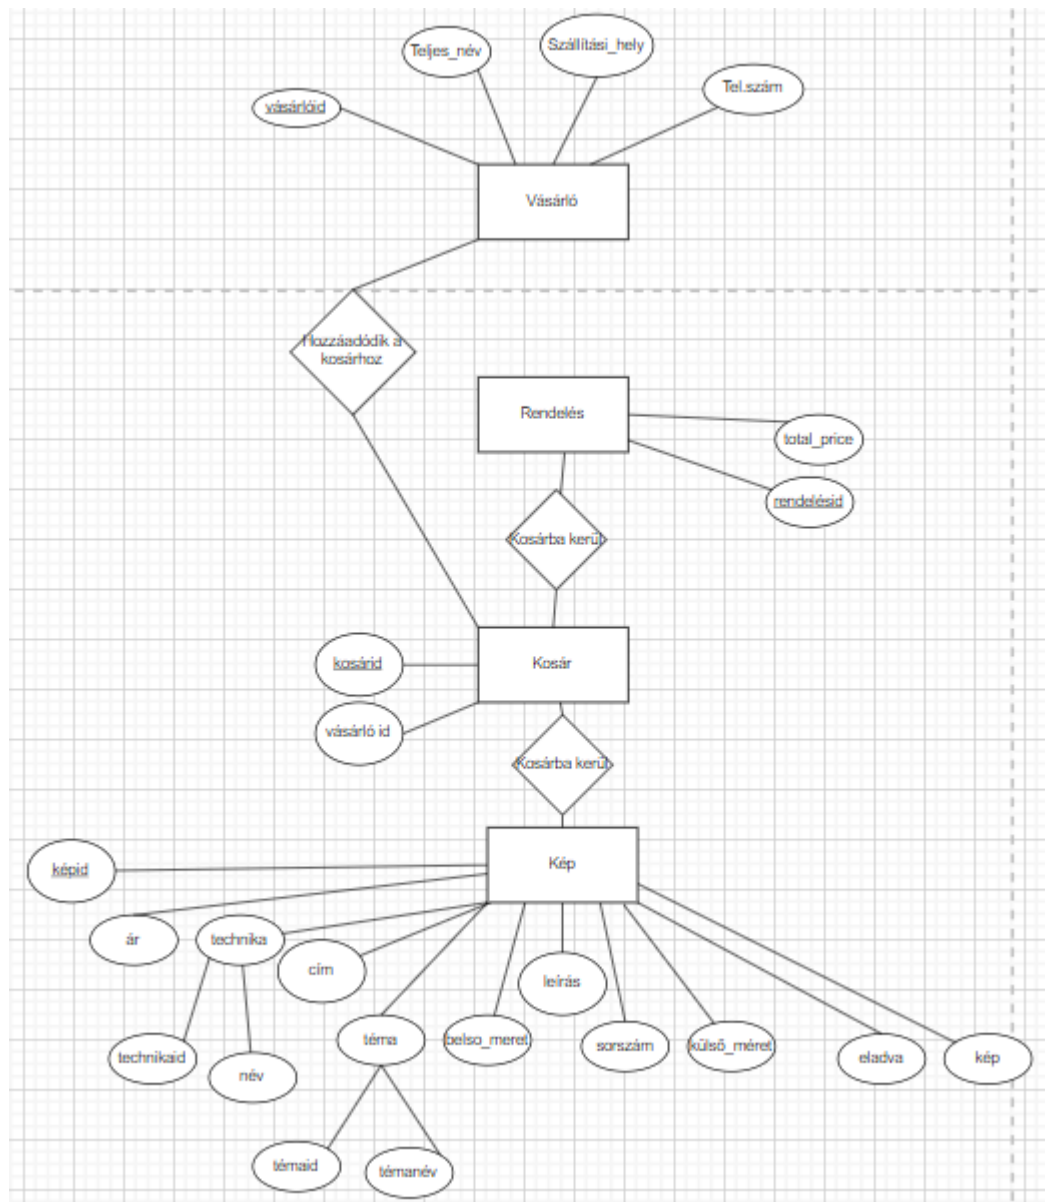 Teljes_név
Szállítási_hely
Tel.szám
vásárlóid
Vásárló
Hozzáadódik a
kosárhoz
Rendelés
total_price
rendelésid
Kosárba kerül
kosárid
Kosár
vásárló id
Kosárba kerül
képid
Kép
ár
technika
cím
leírás
téma
belso_meret
sorszám
külső_méret
eladva
kép
technikaid
név
témaid
témanév